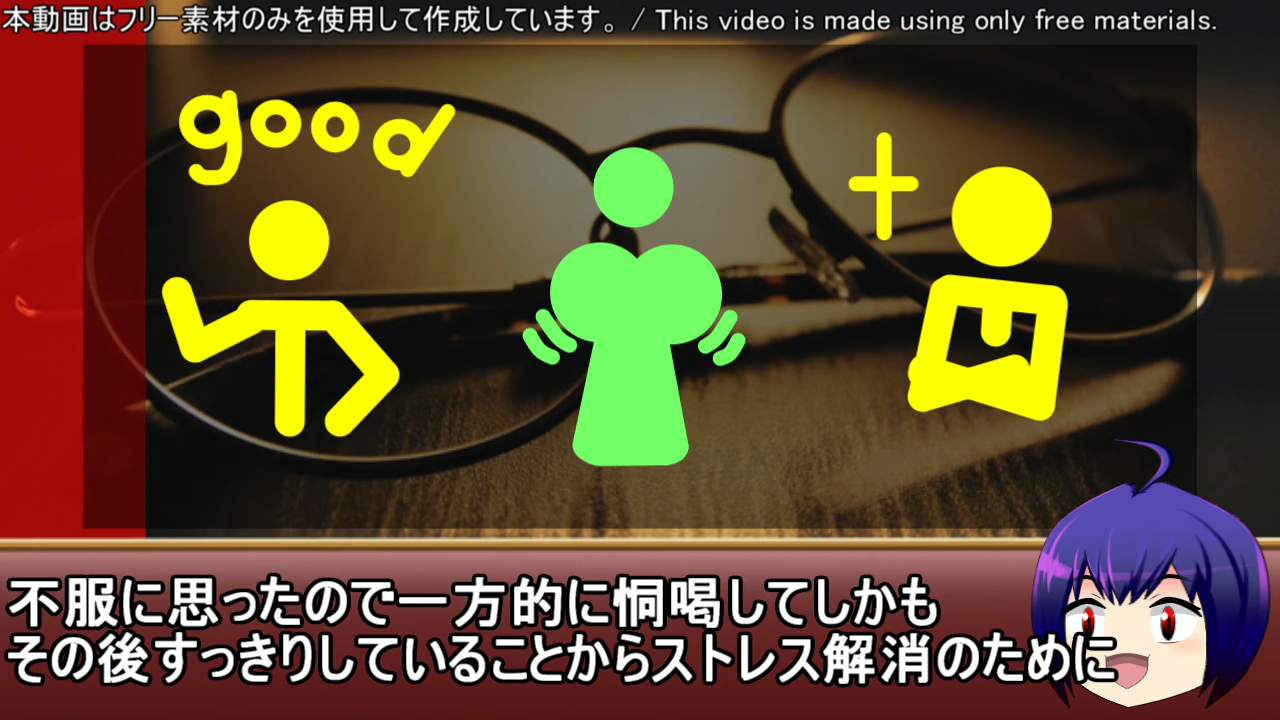 本動画はフリー素材のみを使用して作成しています。 / This video is made using only free materials.
good
不服に思ったので一方的に恫喝してしかも
その後すっきりしていることからストレス解消のために